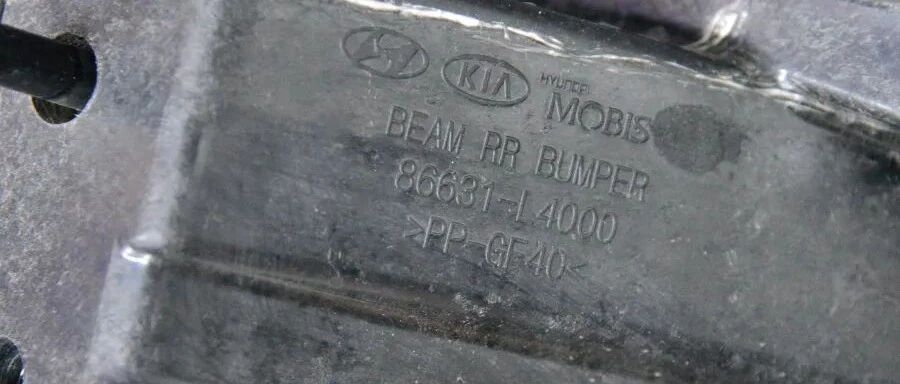 KIA
HYUNDAI
MOBIS
BEAM RR BUMPER
86631-L4000
>PP-GF40<